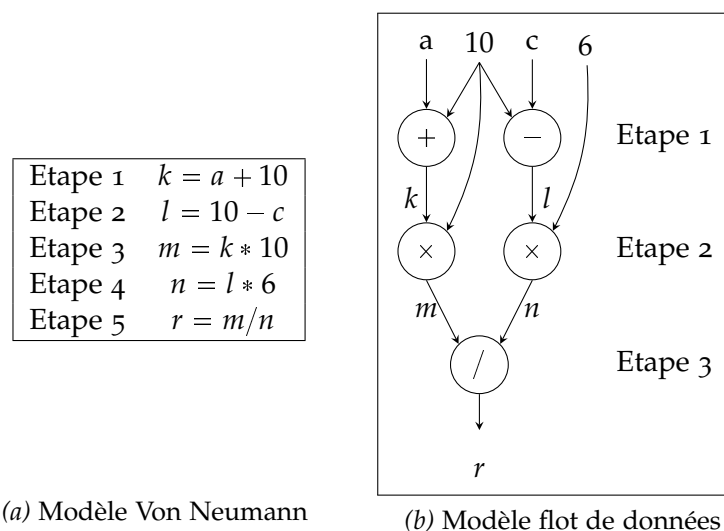 Etape 1 k = a + 10
Etape 2 l = 10 − c
Etape 3 m = k ∗ 10
Etape 4 n = l ∗ 6
Etape 5 r = m/n
(a) Modèle Von Neumann
a 10 c 6
+ − Etape 1
k l
× × Etape 2
m n
/ Etape 3
r
(b) Modèle flot de données